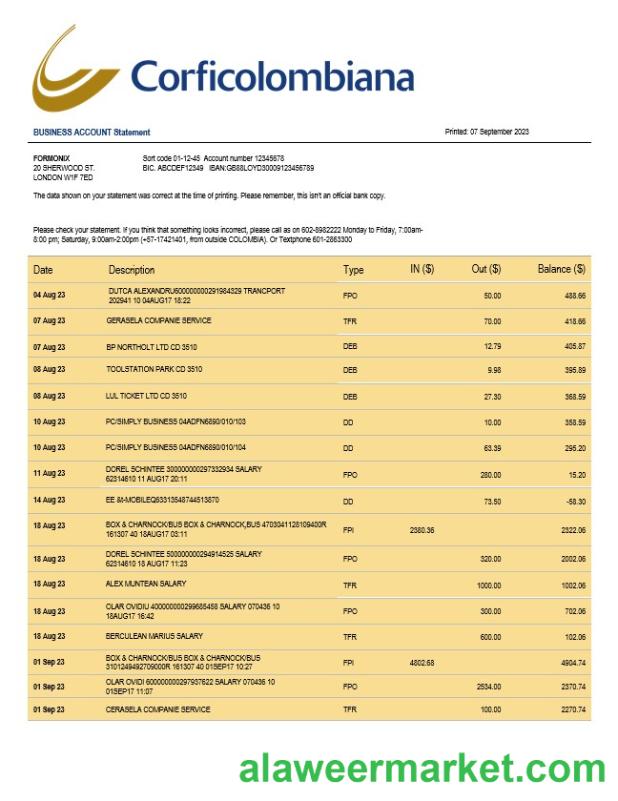 Corficolombiana
BUSINESS ACCOUNT Statement
Printed: 07 September 2023
FORMONIX
Sort code 01-12-45 Account number 12345678
20 SHERWOOD ST.
BIC. ABCDEF12349 IBAN:GB88LOYD30009123456789
LONDON W1F 7ED
The data shown on your statement was correct at the time of printing. Please remember, this isn't an official bank copy.
Please check your statement. If you think that something looks incorrect, please call as on 602-8982222 Monday to Friday, 7:00am-
8:00 pm; Saturday, 9:00am-2:00pm (+57-17421401, from outside COLOMBIA). Or Textphone 601-2863300
Date Description Type IN ($) Out ($) Balance ($)
04 Aug 23 DUTCA ALEXANDRU600000000291984329 TRANCPORT FPO 50.00 488.66
202941 10 04AUG17 18:22
07 Aug 23 GERASELA COMPANIE SERVICE TFR 70.00 418.66
07 Aug 23 BP NORTHOLT LTD CD 3510 DEB 12.79 405.87
08 Aug 23 TOOLSTATION PARK CD 3510 DEB 9.98 395.89
08 Aug 23 LUL TICKET LTD CD 3510 DEB 27.30 368.59
10 Aug 23 PC/SIMPLY BUSINESS 04ADFN6890/010/103 DD 10.00 358.59
10 Aug 23 PC/SIMPLY BUSINESS 04ADFN6890/010/104 DD 63.39 295.20
11 Aug 23 DOREL SCHINTEE 300000000297332934 SALARY FPO 280.00 15.20
62314610 11 AUG17 20:11
14 Aug 23 EE &t-MOBILEQ63313548744513870 DD 73.50 -58.30
18 Aug 23 BOX & CHARNOCK/BUS BOX & CHARNOCK,BUS 4703041128109400R FPI 2380.36 2322.06
161307 40 18AUG17 03:11
18 Aug 23 DOREL SCHINTEE 500000000294914525 SALARY FPO 320.00 2002.06
62314610 18 AUG17 11:23
18 Aug 23 ALEX MUNTEAN SALARY TFR 1000.00 1002.06
18 Aug 23 OLAR OVIDIU 400000000299685458 SALARY 070436 10 FPO 300.00 702.06
18AUG17 16:42
18 Aug 23 BERCULEAN MARIUS SALARY TFR 600.00 102.06
01 Sep 23 BOX & CHARNOCK/BUS BOX & CHARNOCK/BUS FPI 4802.68 4904.74
3101249492709000R 161307 40 01SEP17 10:27
01 Sep 23 OLAR OVIDI 600000000297937622 SALARY 070436 10 FPO 2534.00 2370.74
01SEP17 11:07
01 Sep 23 CERASELA COMPANIE SERVICE TFR 100.00 2270.74
alaweermarket.com